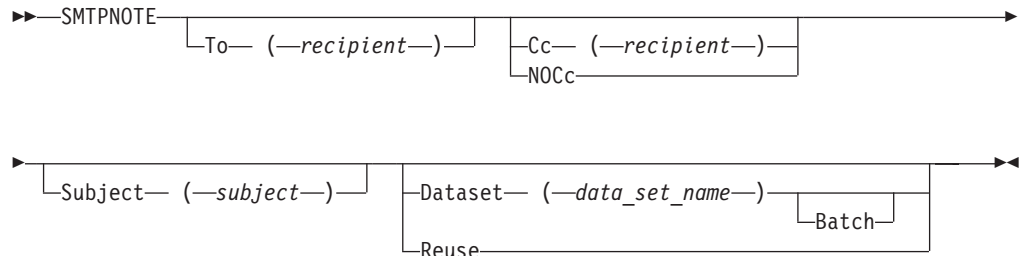 SMTPNOTE
To ( recipient )
Cc ( recipient )
NOCc
Subject ( subject )
Dataset ( data_set_name )
Batch
Reuse